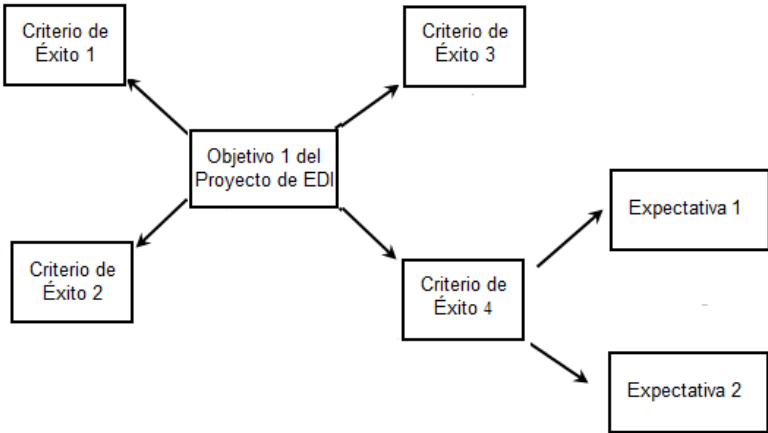 Criterio de
Éxito 1
Criterio de
Éxito 3
Objetivo 1 del
Proyecto de EDI
Expectativa 1
Criterio de
Éxito 2
Criterio de
Éxito 4
Expectativa 2